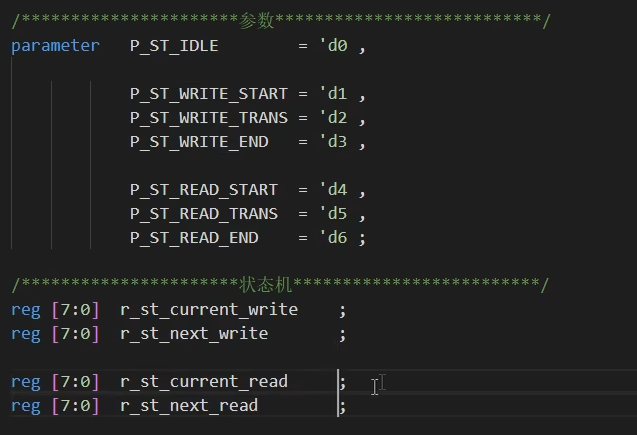 /**********************参数***************************/
parameter   P_ST_IDLE        = 'd0 ,
            P_ST_WRITE_START = 'd1 ,
            P_ST_WRITE_TRANS = 'd2 ,
            P_ST_WRITE_END   = 'd3 ,
            P_ST_READ_START  = 'd4 ,
            P_ST_READ_TRANS  = 'd5 ,
            P_ST_READ_END    = 'd6 ;
/**********************状态机*************************/
reg [7:0]  r_st_current_write    ;
reg [7:0]  r_st_next_write       ;
reg [7:0]  r_st_current_read     ;
reg [7:0]  r_st_next_read        ;